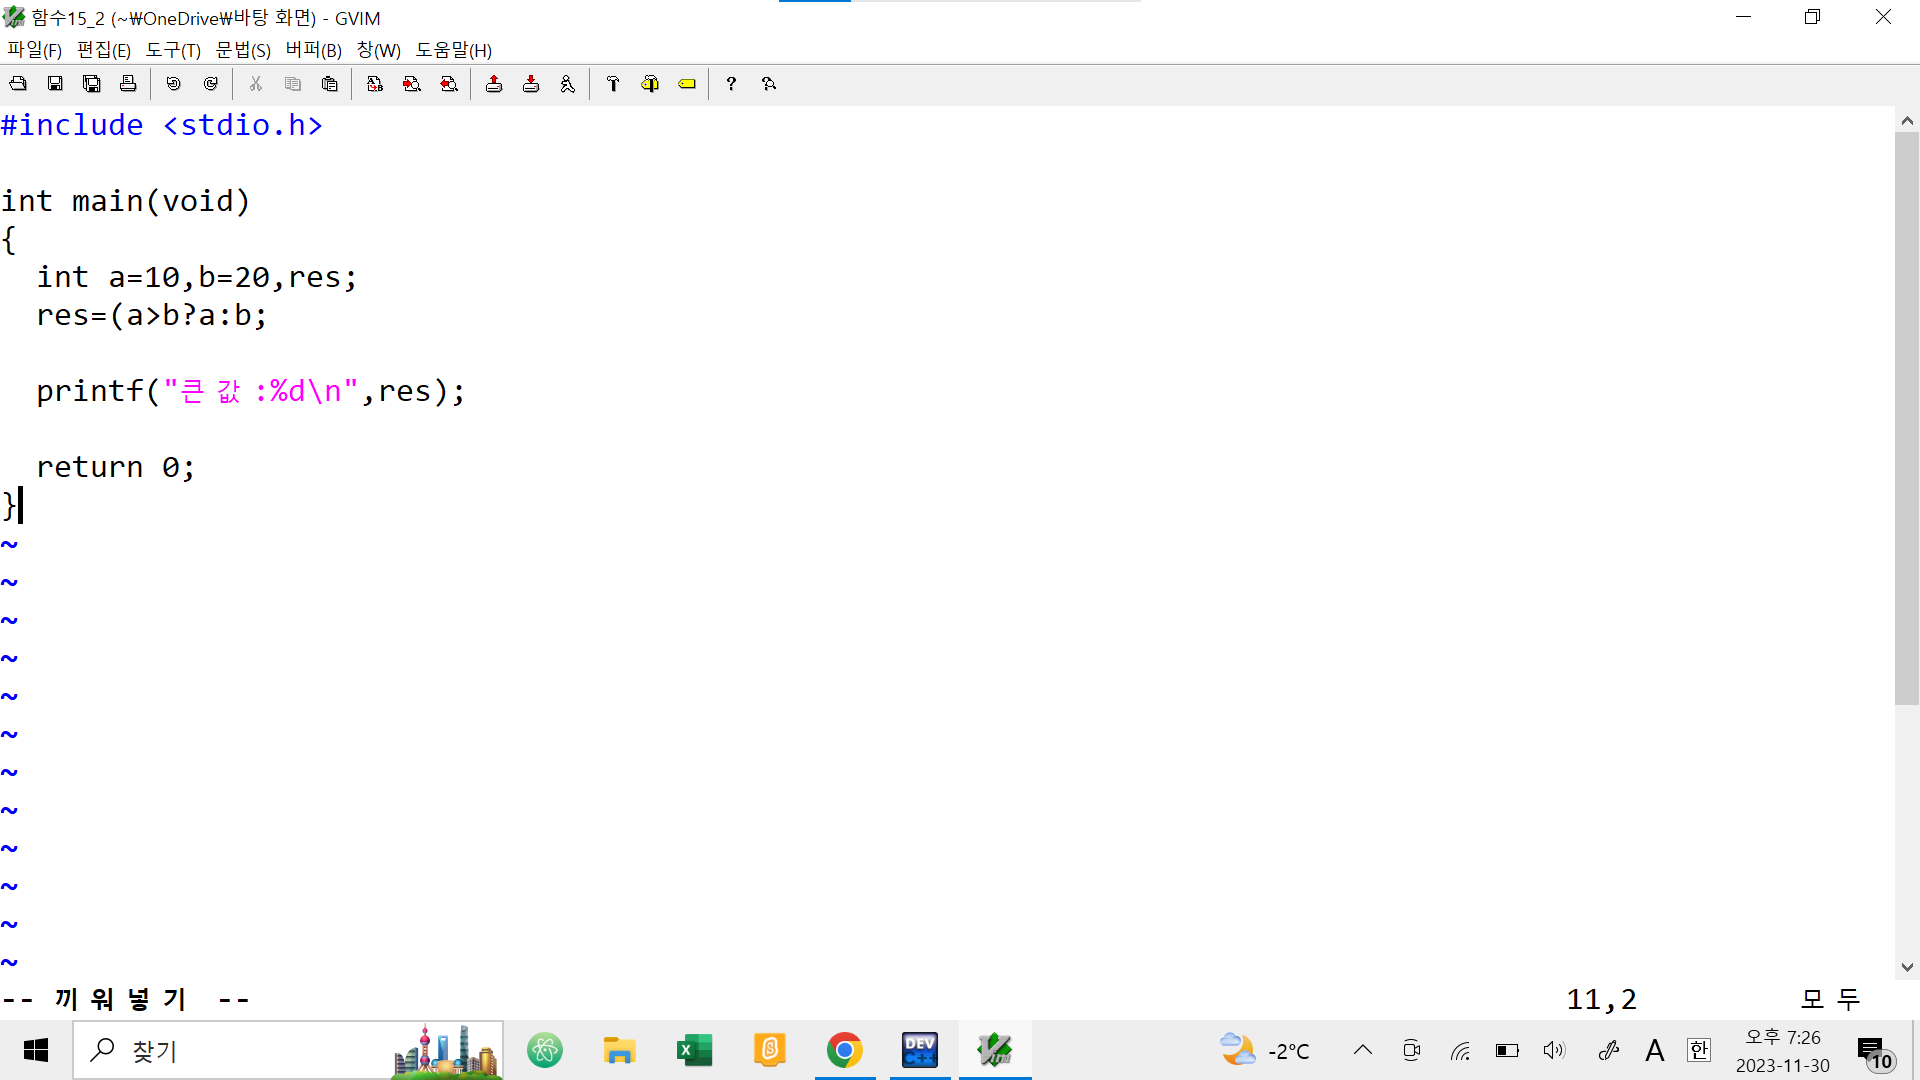 함수15_2 (~\OneDrive\바탕 화면) - GVIM
파일(F) 편집(E) 도구(T) 문법(S) 버퍼(B) 창(W) 도움말(H)
#include <stdio.h>
int main(void)
{
int a=10,b=20,res;
res=(a>b?a:b;
printf("큰 값 :%d\n",res);
return 0;
}
~
~
~
~
~
~
~
~
~
~
~
~
-- 끼워넣기 -- 11,2 모두
찾기
DEV C++
-2°C
A
한
오후 7:26
2023-11-30
10